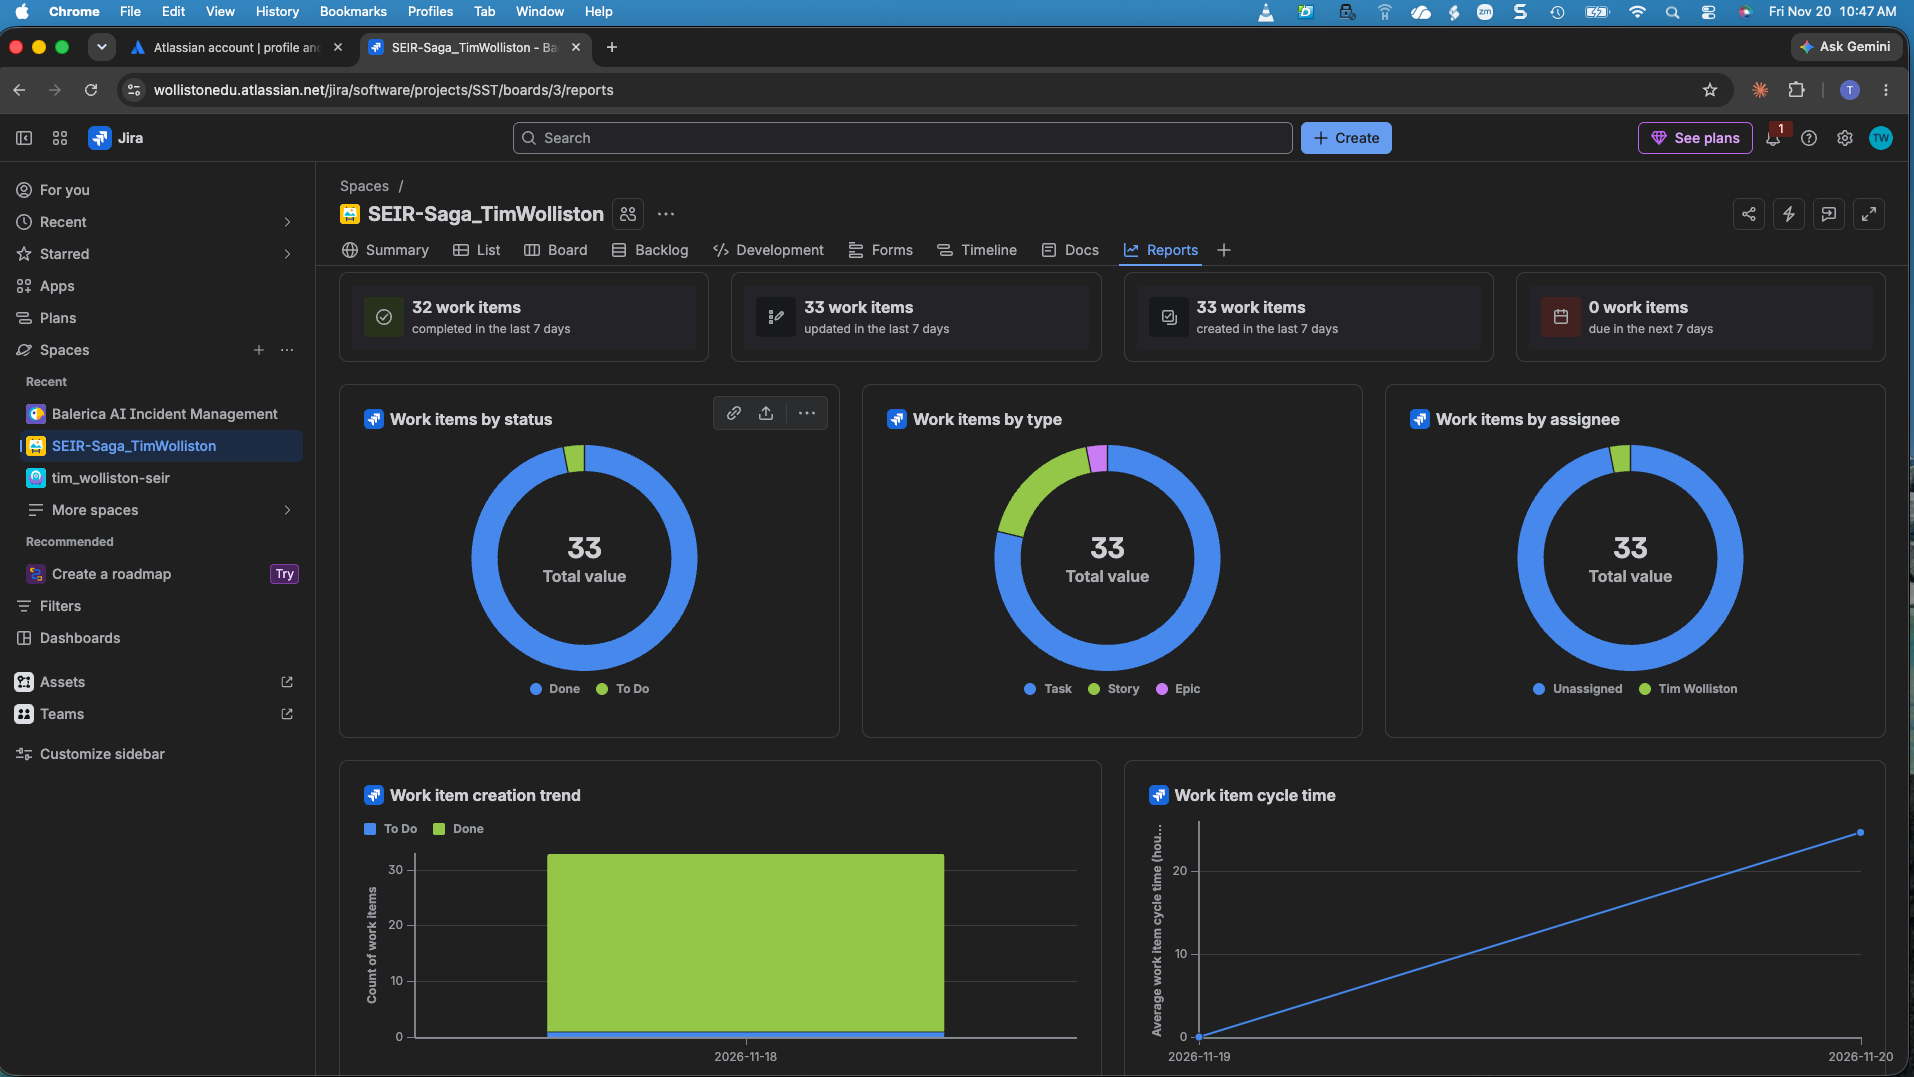 Chrome File Edit View History Bookmarks Profiles Tab Window Help
zm
Fri Nov 20 10:47 AM
Atlassian account | profile an
SEIR-Saga_TimWolliston - Ba
Ask Gemini
wollistonedu.atlassian.net/jira/software/projects/SST/boards/3/reports
T
Jira
Search
Create
See plans
1
TW
For you
Recent
Starred
Apps
Plans
Spaces
Recent
Balerica AI Incident Management
SEIR-Saga_TimWolliston
tim_wolliston-seir
More spaces
Recommended
Create a roadmap
Try
Filters
Dashboards
Assets
Teams
Customize sidebar
Spaces /
SEIR-Saga_TimWolliston
Summary List Board Backlog Development Forms Timeline Docs Reports
32 work items
completed in the last 7 days
33 work items
updated in the last 7 days
33 work items
created in the last 7 days
0 work items
due in the next 7 days
Work items by status
33
Total value
Done To Do
Work items by type
33
Total value
Task Story Epic
Work items by assignee
33
Total value
Unassigned Tim Wolliston
Work item creation trend
To Do Done
Count of work items
30
20
10
0
2026-11-18
Work item cycle time
Average work item cycle time (hou...
20
10
0
2026-11-19
2026-11-20